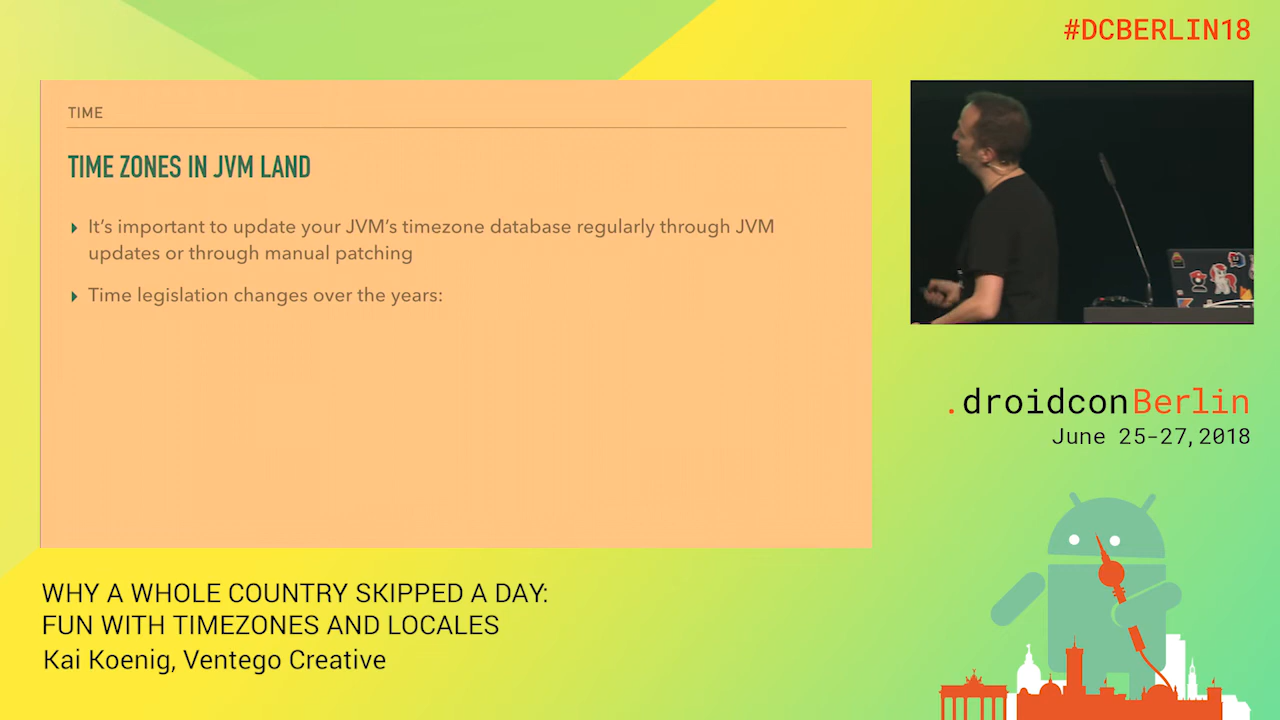 #DCBERLIN18
TIME
TIME ZONES IN JVM LAND
It's important to update your JVM's timezone database regularly through JVM
updates or through manual patching
Time legislation changes over the years:
.droidconBerlin
June 25-27,2018
WHY A WHOLE COUNTRY SKIPPED A DAY:
FUN WITH TIMEZONES AND LOCALES
Kai Koenig, Ventego Creative